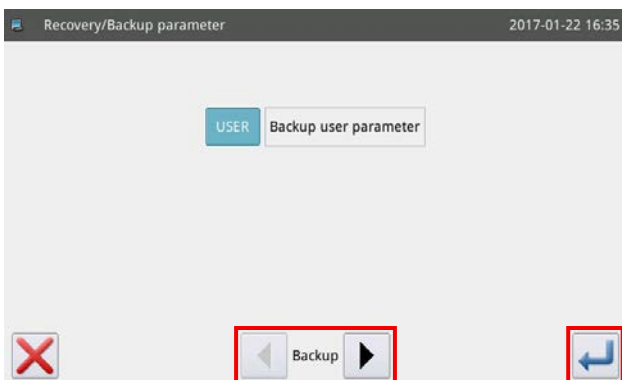 Recovery/Backup parameter 2017-01-22 16:35
USER Backup user parameter
Backup